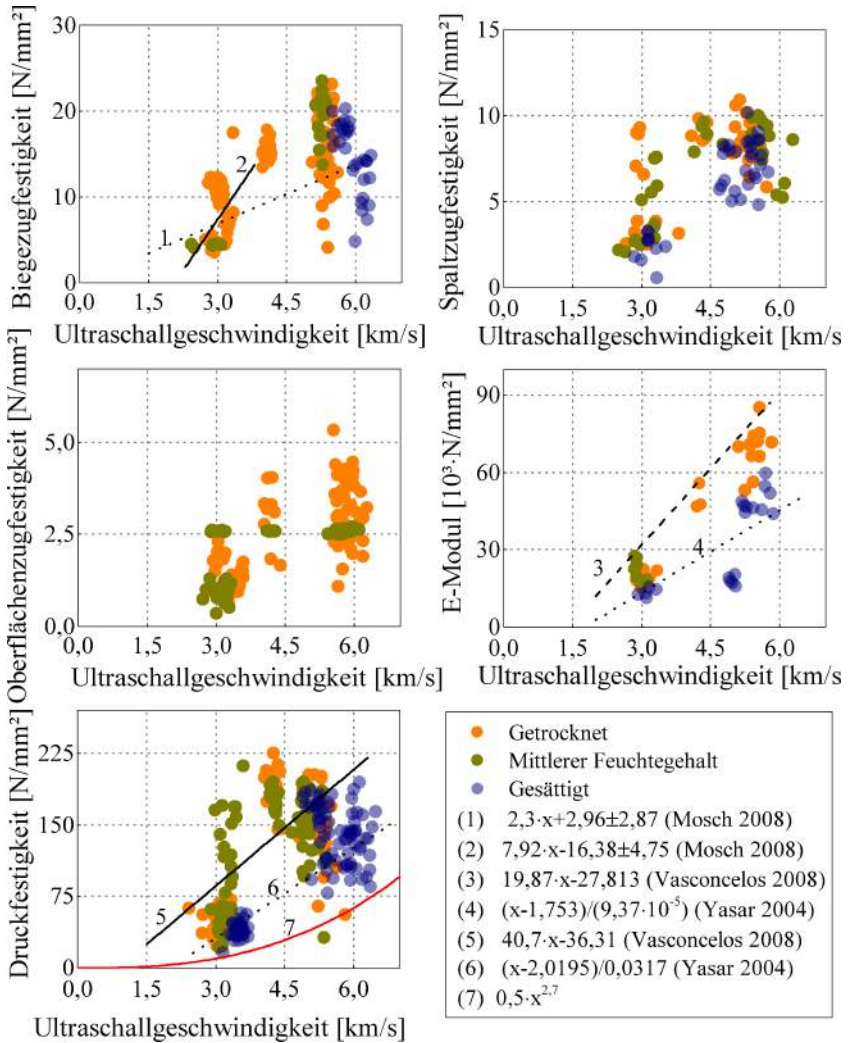 Biegezugfestigkeit [N/mm²]
30
20
10
0
0,0 1,5 3,0 4,5 6,0
1
2
Ultraschallgeschwindigkeit [km/s]
Spaltzugfestigkeit [N/mm²]
15
10
5
0
0,0 1,5 3,0 4,5 6,0
Ultraschallgeschwindigkeit [km/s]
Oberflächenzugfestigkeit [N/mm²]
5,0
2,5
0,0
0,0 1,5 3,0 4,5 6,0
Ultraschallgeschwindigkeit [km/s]
E-Modul [10³·N/mm²]
90
60
30
0
0,0 1,5 3,0 4,5 6,0
3
4
Ultraschallgeschwindigkeit [km/s]
Druckfestigkeit [N/mm²]
225
150
75
0
0,0 1,5 3,0 4,5 6,0
5
6
7
Ultraschallgeschwindigkeit [km/s]
Getrocknet
Mittlerer Feuchtegehalt
Gesättigt
(1) 2,3·x+2,96±2,87 (Mosch 2008)
(2) 7,92·x-16,38±4,75 (Mosch 2008)
(3) 19,87·x-27,813 (Vasconcelos 2008)
(4) (x-1,753)/(9,37·10⁻⁵) (Yasar 2004)
(5) 40,7·x-36,31 (Vasconcelos 2008)
(6) (x-2,0195)/0,0317 (Yasar 2004)
(7) 0,5·x²,⁷